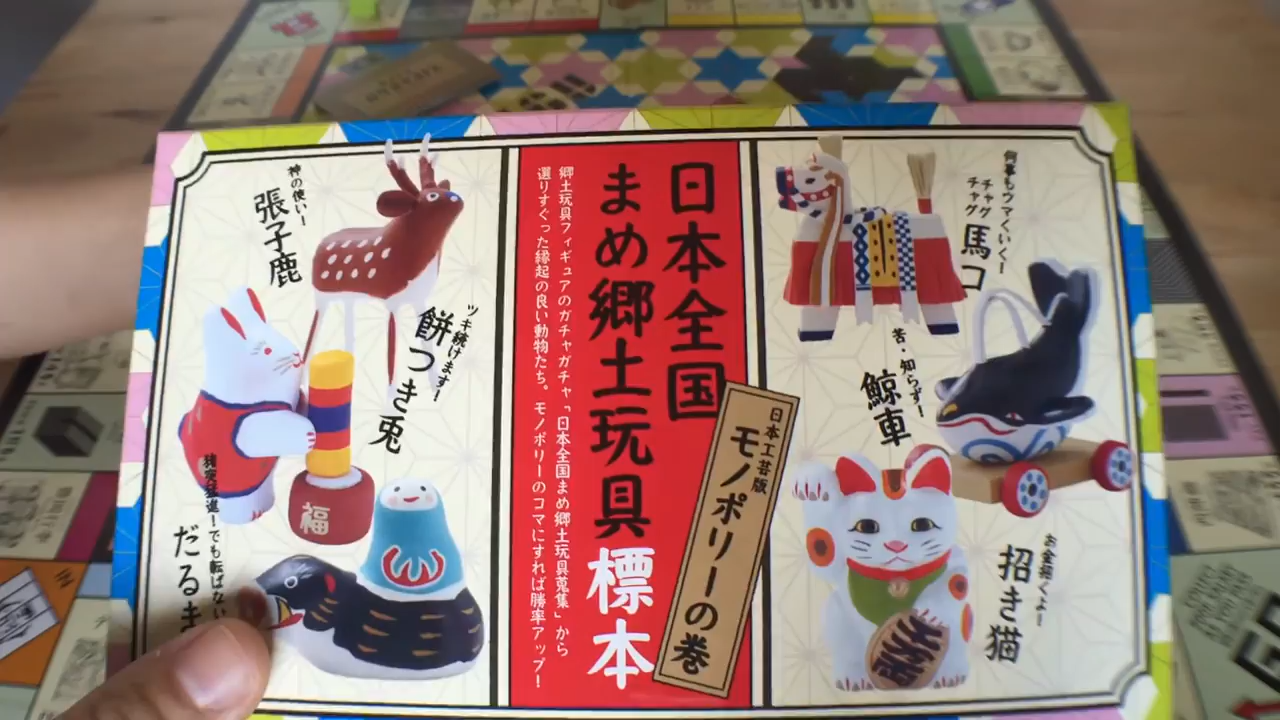 日本全国
まめ郷土玩具標本
日本工芸版
モノポリーの巻
郷土玩具フィギュアのガチャガチャ「日本全国まめ郷土玩具蒐集」から
選りすぐった縁起の良い動物たち。モノポリーのコマにすれば勝率アップ!
何事もウマくいく!
チャグ
チャグ
馬コ
苦・知らず!
鯨車
お金招くよー!
招き猫
福
神の使い!
張子鹿
ツキ続けます!
餅つき兎
猪突猛進!でも転ばない
だるま